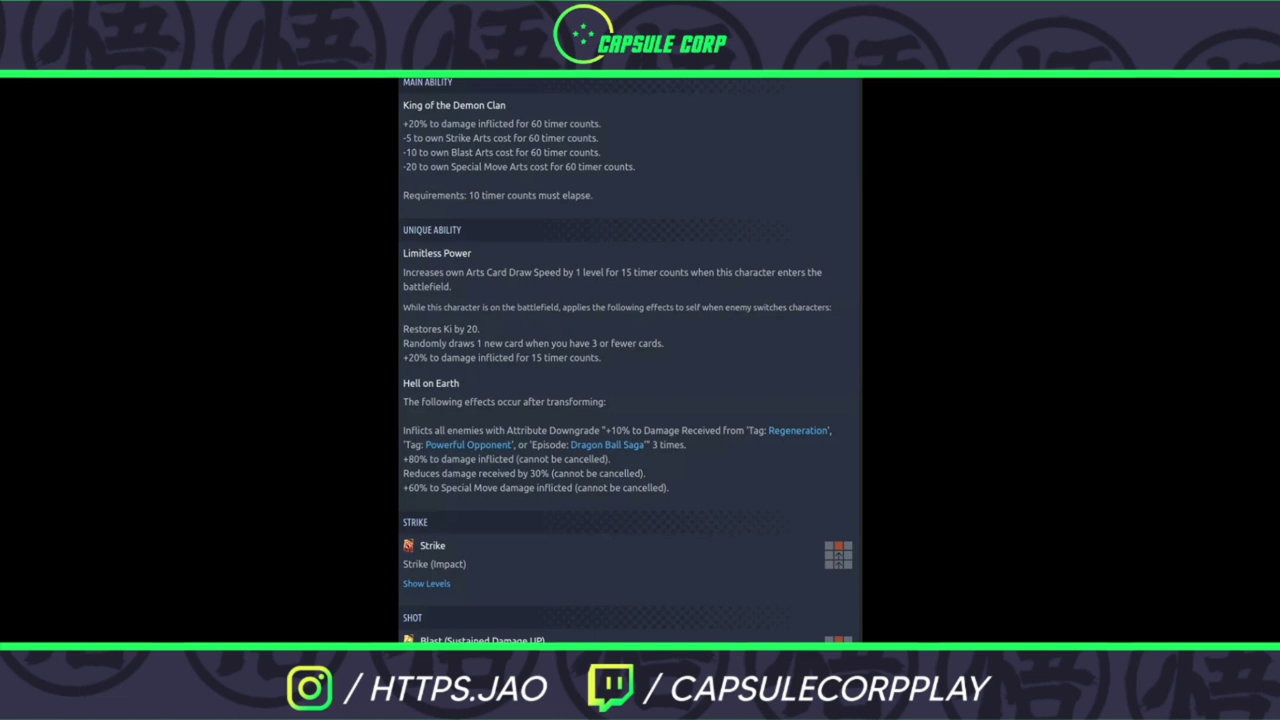 CAPSULE CORP
MAIN ABILITY
King of the Demon Clan
+20% to damage inflicted for 60 timer counts.
-5 to own Strike Arts cost for 60 timer counts.
-10 to own Blast Arts cost for 60 timer counts.
-20 to own Special Move Arts cost for 60 timer counts.
Requirements: 10 timer counts must elapse.
UNIQUE ABILITY
Limitless Power
Increases own Arts Card Draw Speed by 1 level for 15 timer counts when this character enters the
battlefield.
While this character is on the battlefield, applies the following effects to self when enemy switches characters:
Restores Ki by 20.
Randomly draws 1 new card when you have 3 or fewer cards.
+20% to damage inflicted for 15 timer counts.
Hell on Earth
The following effects occur after transforming:
Inflicts all enemies with Attribute Downgrade "+10% to Damage Received from 'Tag: Regeneration',
'Tag: Powerful Opponent', or 'Episode: Dragon Ball Saga'" 3 times.
+80% to damage inflicted (cannot be cancelled).
Reduces damage received by 30% (cannot be cancelled).
+60% to Special Move damage inflicted (cannot be cancelled).
STRIKE
Strike
Strike (Impact)
Show Levels
SHOT
Blast (Sustained Damage UP)
/ HTTPS.JAO
/ CAPSULECORPPLAY